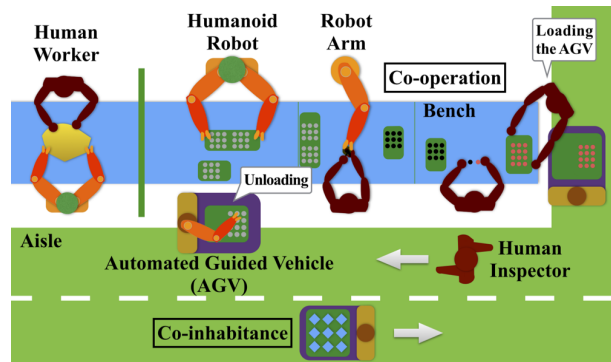 Human
Worker
Humanoid
Robot
Robot
Arm
Loading
the AGV
Co-operation
Bench
Unloading
Aisle
Automated Guided Vehicle
(AGV)
Human
Inspector
Co-inhabitance